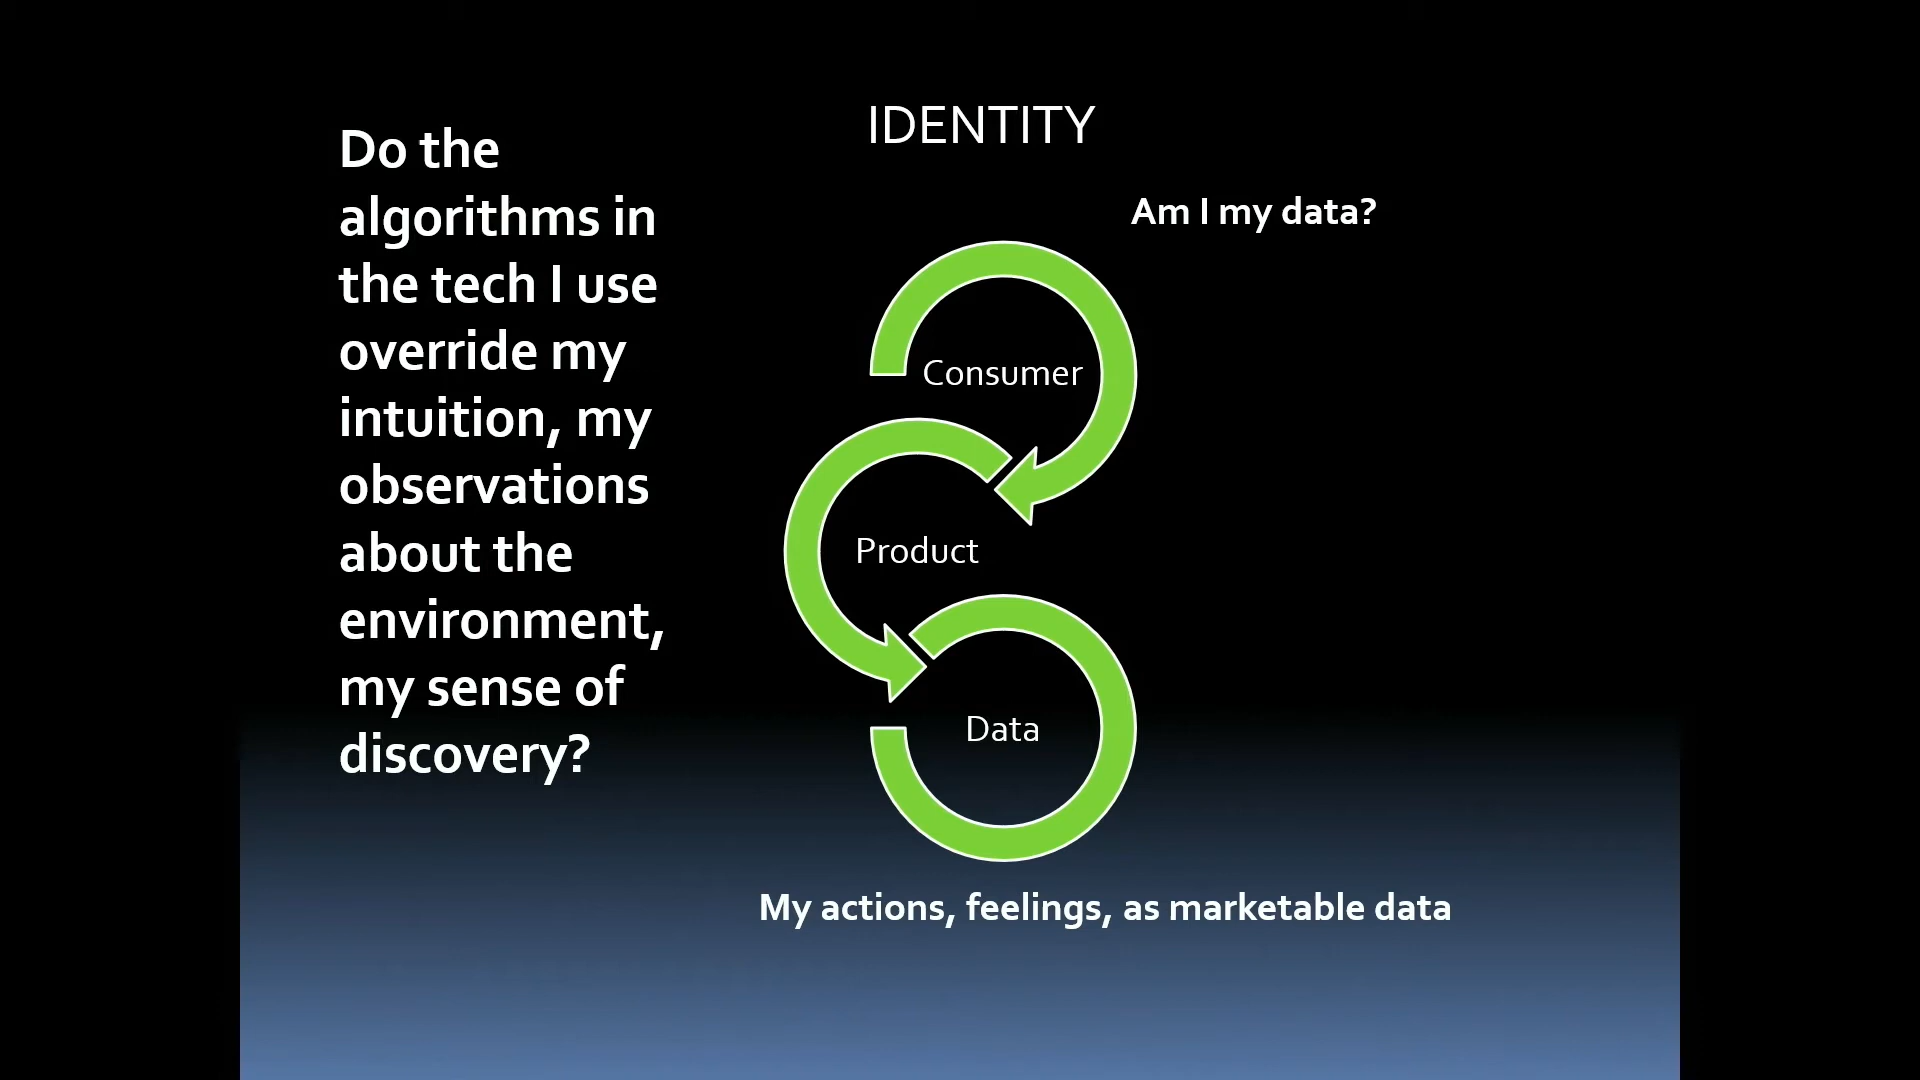 Do the
algorithms in
the tech I use
override my
intuition, my
observations
about the
environment,
my sense of
discovery?
IDENTITY
Am I my data?
Consumer
Product
Data
My actions, feelings, as marketable data